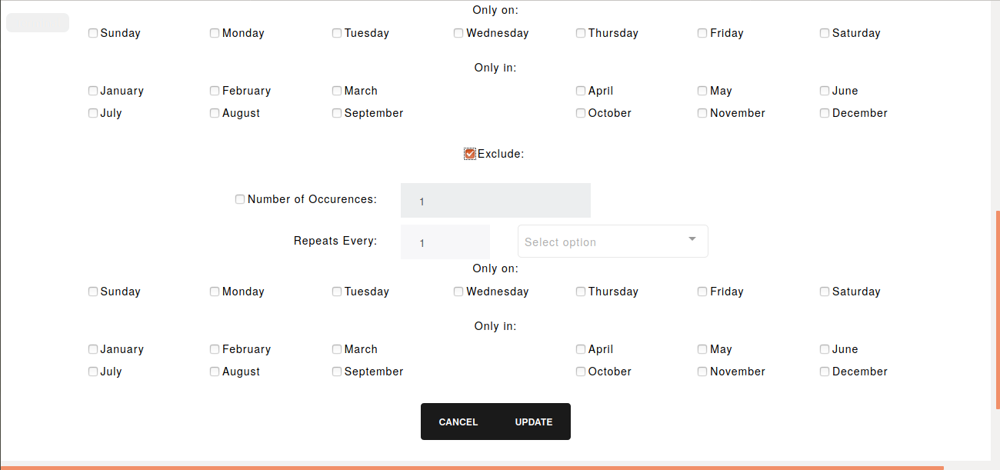 Only on:
Sunday Monday Tuesday Wednesday Thursday Friday Saturday
Only in:
January February March April May June
July August September October November December
Exclude:
Number of Occurences: 1
Repeats Every: 1 Select option
Only on:
Sunday Monday Tuesday Wednesday Thursday Friday Saturday
Only in:
January February March April May June
July August September October November December
CANCEL UPDATE